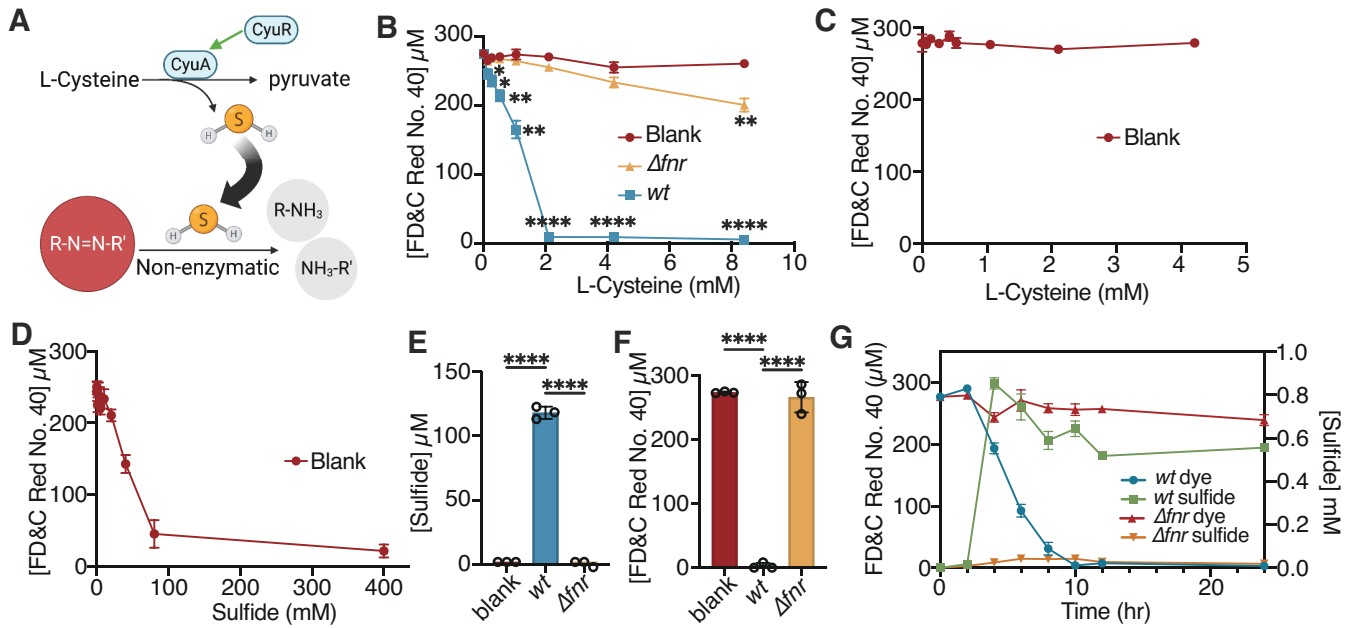 A
CyuR
CyuA
L-Cysteine
pyruvate
S
H
H
S
H
H
R-N=N-R'
Non-enzymatic
R-NH₃
NH₃-R'
B
[FD&C Red No. 40] µM
300
200
100
0
*
*
**
**
****
****
****
**
Blank
Δfnr
wt
0
2
4
6
8
10
L-Cysteine (mM)
C
[FD&C Red No. 40] µM
300
200
100
0
Blank
0
1
2
3
4
5
L-Cysteine (mM)
D
[FD&C Red No. 40] µM
300
200
100
0
Blank
0
100
200
300
400
Sulfide (mM)
E
[Sulfide] µM
150
100
50
0
****
****
blank
wt
Δfnr
F
[FD&C Red No. 40] µM
300
200
100
0
****
****
blank
wt
Δfnr
G
FD&C Red No. 40 (µM)
300
200
100
0
wt dye
wt sulfide
Δfnr dye
Δfnr sulfide
1.0
0.8
0.6
0.4
0.2
0.0
[Sulfide] mM
0
10
20
Time (hr)